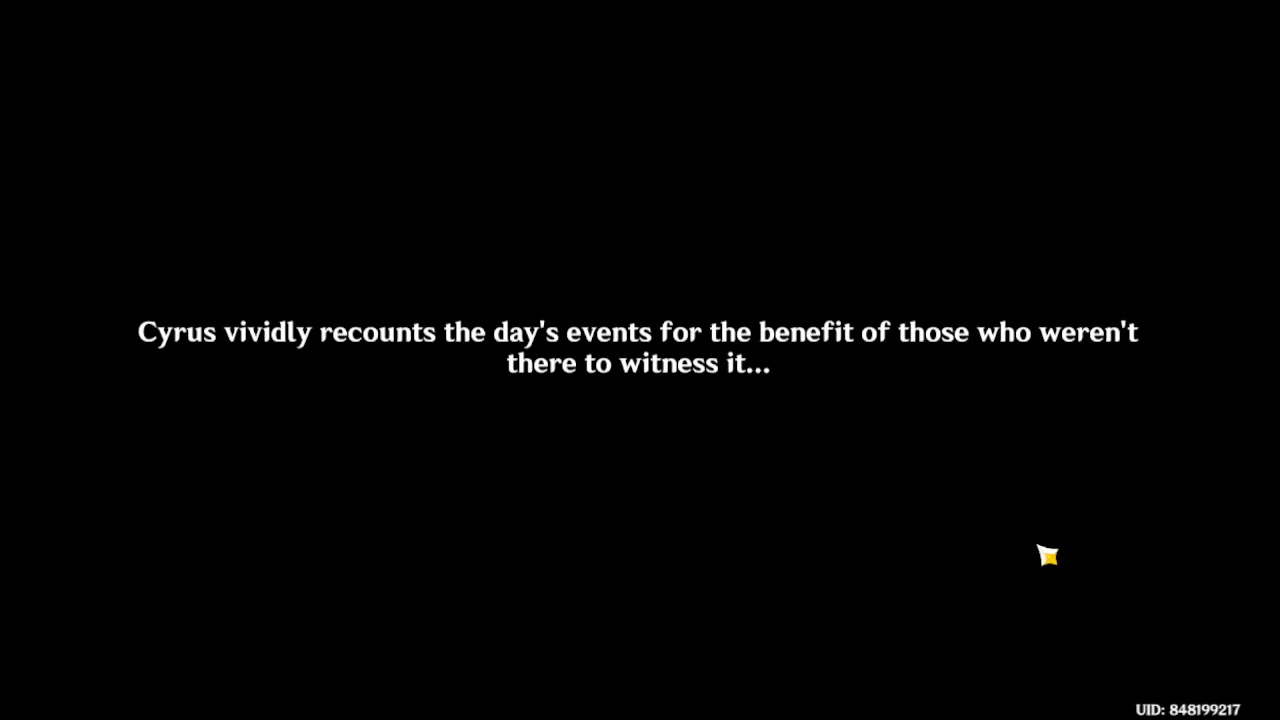 Cyrus vividly recounts the day's events for the benefit of those who weren't
there to witness it...
UID: 848199217